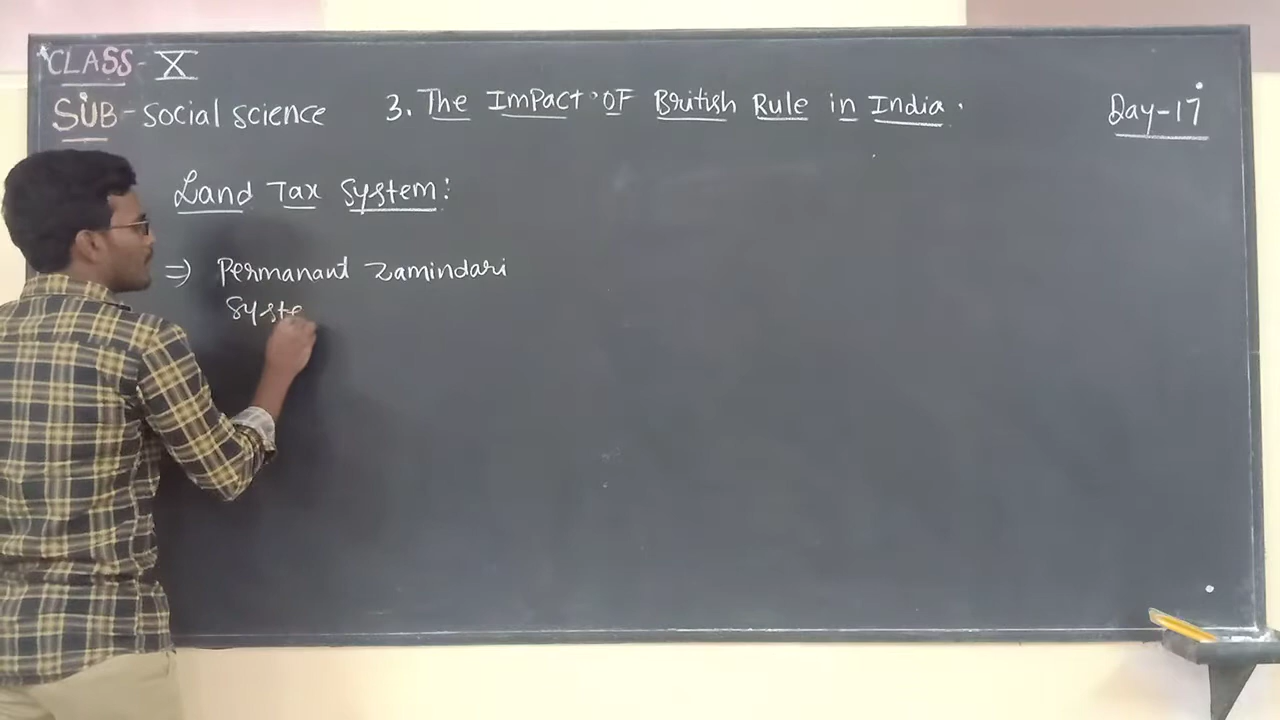 CLASS - X
SUB - Social science
3. The ImPact OF British Rule in India.
Day-17
Land Tax System:
=> Permanant Zamindari
Syste